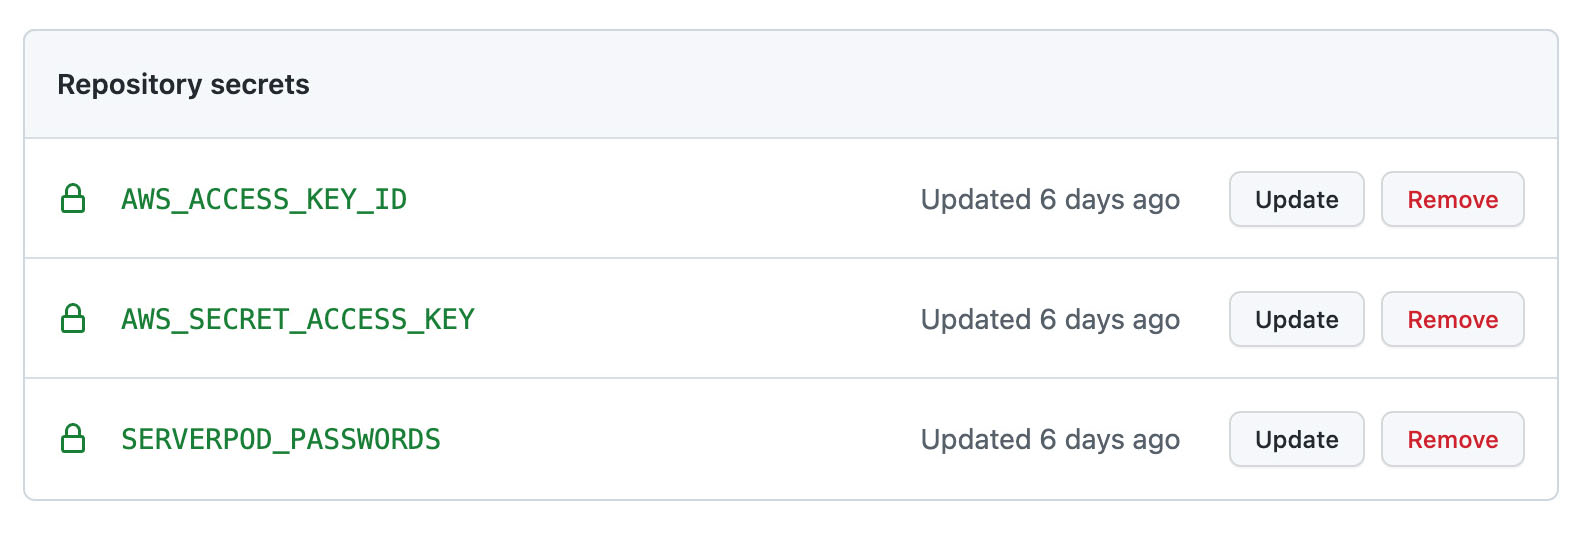 Repository secrets
AWS_ACCESS_KEY_ID Updated 6 days ago Update Remove
AWS_SECRET_ACCESS_KEY Updated 6 days ago Update Remove
SERVERPOD_PASSWORDS Updated 6 days ago Update Remove